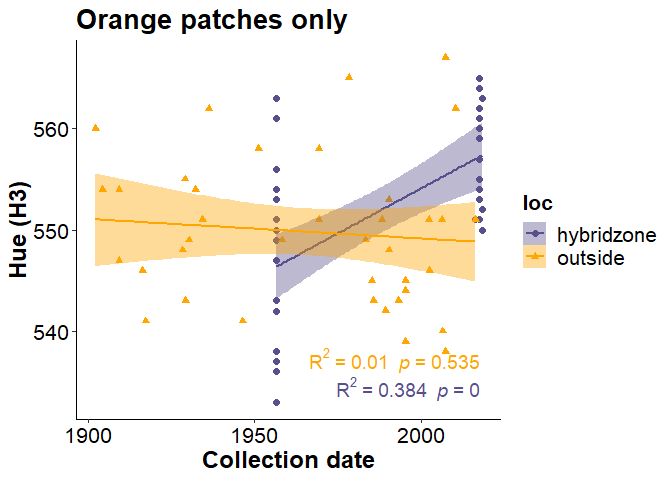 Orange patches only
Hue (H3)
560
550
540
R² = 0.01 p = 0.535
R² = 0.384 p = 0
1900
1950
2000
Collection date
loc
hybridzone
outside